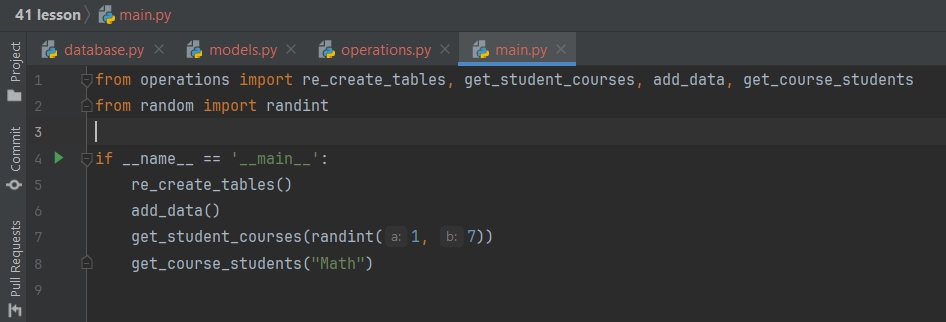 41 lesson main.py
Project
Commit
Pull Requests
database.py models.py operations.py main.py
1 from operations import re_create_tables, get_student_courses, add_data, get_course_students
2 from random import randint
3
4 if __name__ == '__main__':
5 re_create_tables()
6 add_data()
7 get_student_courses(randint( a: 1, b: 7))
8 get_course_students("Math")
9